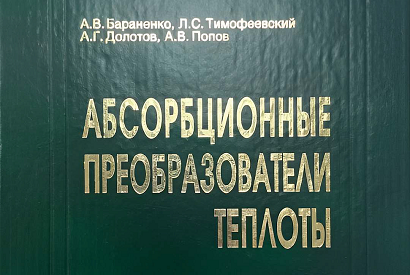 А.В. Бараненко, Л.С. Тимофеевский
А.Г. Долотов, А.В. Попов
АБСОРБЦИОННЫЕ
ПРЕОБРАЗОВАТЕЛИ
ТЕПЛОТЫ